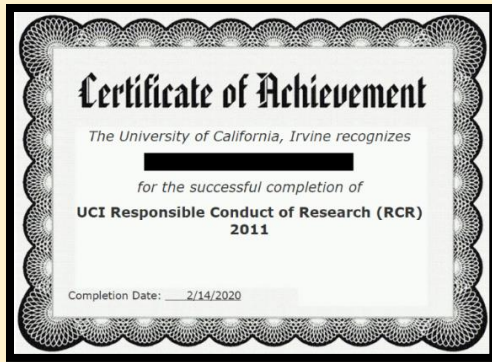 Certificate of Achievement
The University of California, Irvine recognizes
for the successful completion of
UCI Responsible Conduct of Research (RCR)
2011
Completion Date: 2/14/2020